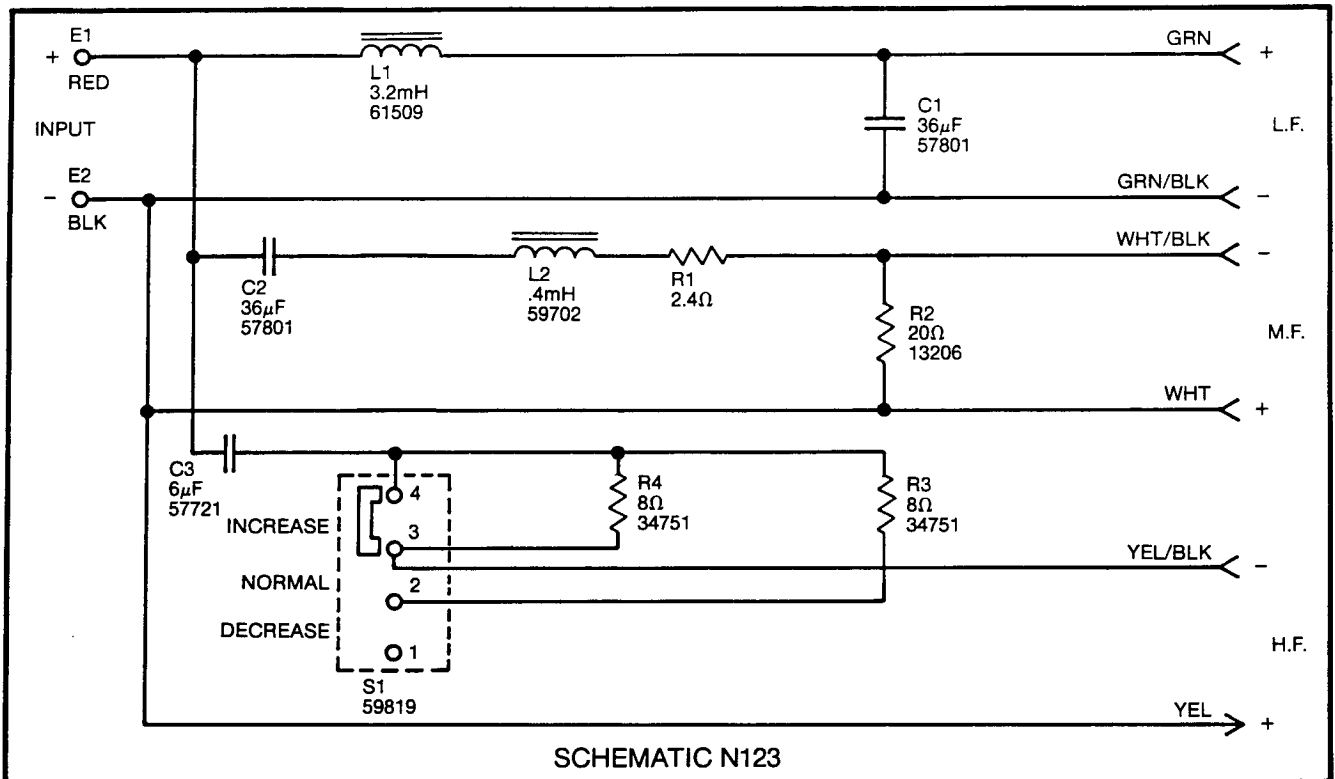 E1
+
RED
INPUT
E2
-
BLK
L1
3.2mH
61509
C1
36µF
57801
GRN
+
L.F.
GRN/BLK
-
C2
36µF
57801
L2
.4mH
59702
R1
2.4Ω
WHT/BLK
-
R2
20Ω
13206
M.F.
WHT
+
C3
6µF
57721
INCREASE
NORMAL
DECREASE
4
3
2
1
S1
59819
R4
8Ω
34751
R3
8Ω
34751
YEL/BLK
-
H.F.
YEL
+
SCHEMATIC N123